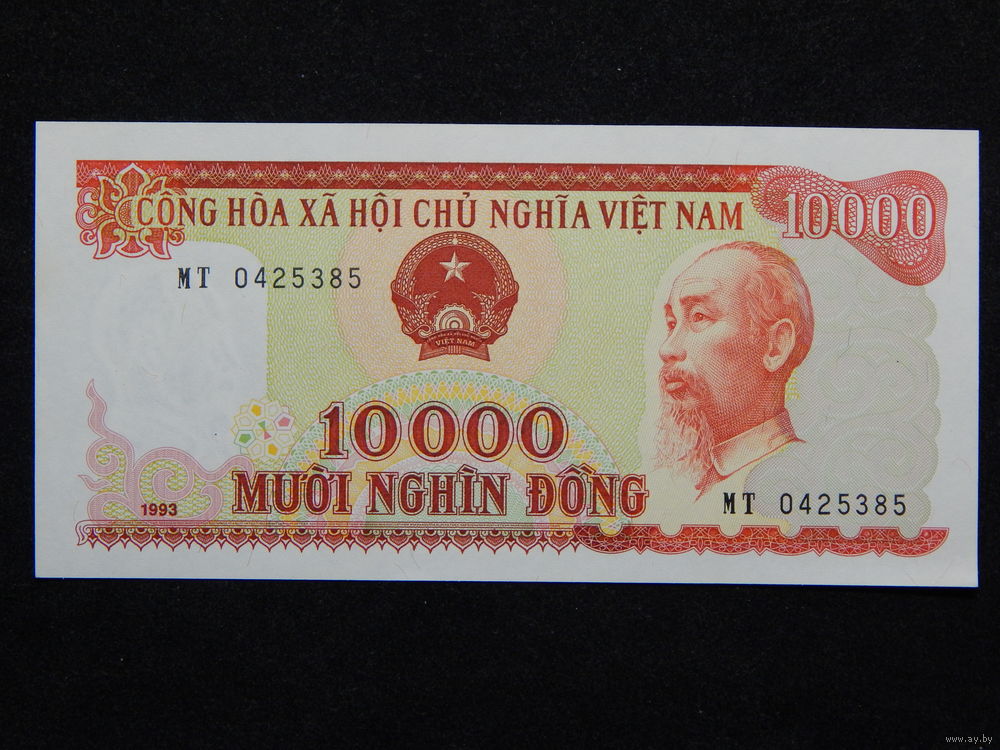 CỘNG HÒA XÃ HỘI CHỦ NGHĨA VIỆT NAM
10000
MT 0425385
VIỆT NAM
10000
MƯỜI NGHÌN ĐỒNG
1993
MT 0425385
www.ay.by